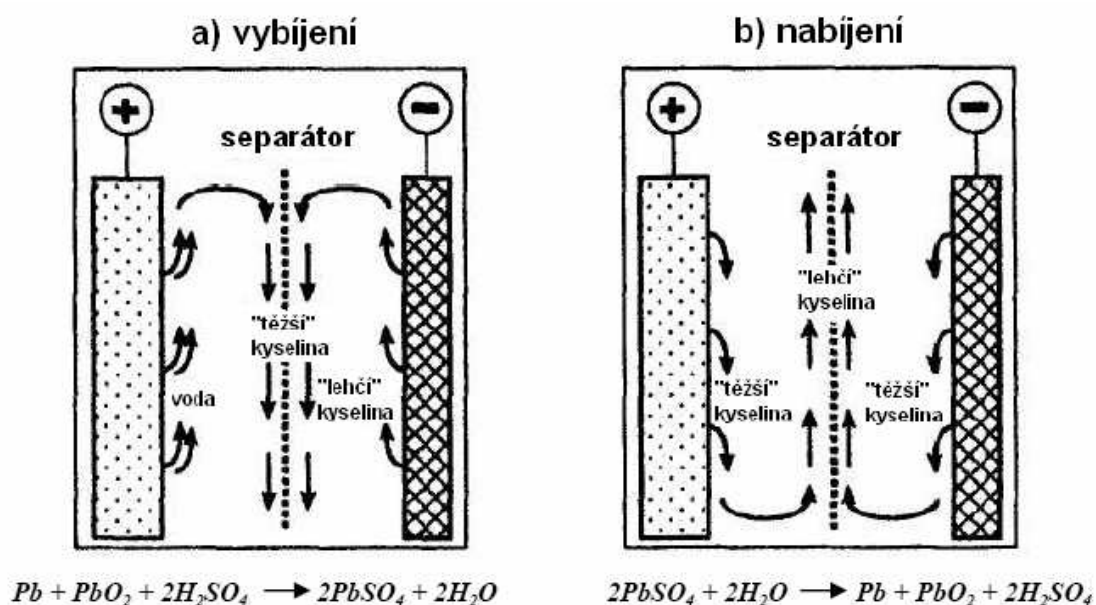 a) vybíjení
+
−
separátor
"těžší"
kyselina
voda
"lehčí"
kyselina
Pb + PbO₂ + 2H₂SO₄ ⟶ 2PbSO₄ + 2H₂O
b) nabíjení
+
−
separátor
"lehčí"
kyselina
"těžší"
kyselina
"těžší"
kyselina
2PbSO₄ + 2H₂O ⟶ Pb + PbO₂ + 2H₂SO₄